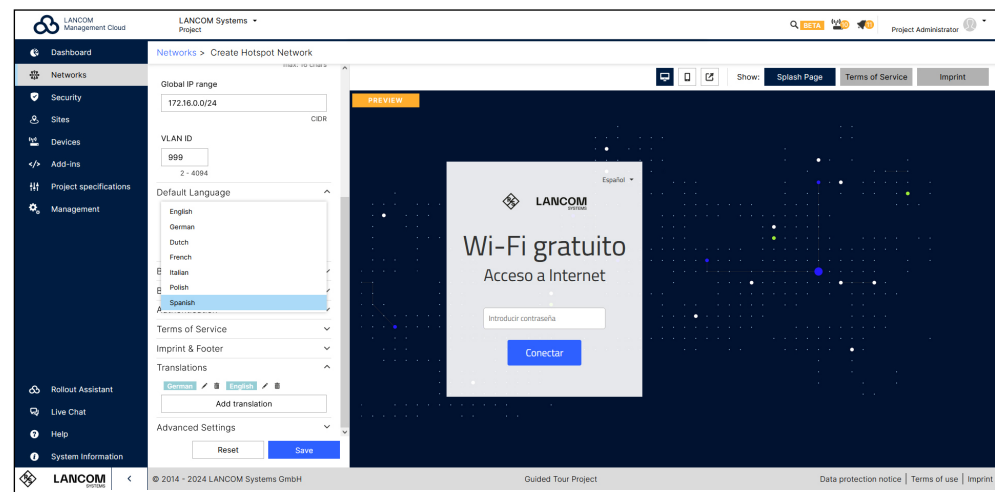 LANCOM
Management Cloud
LANCOM Systems
Project
BETA
Project Administrator
Dashboard
Networks
Security
Sites
Devices
Add-ins
Project specifications
Management
Rollout Assistant
Live Chat
Help
System Information
LANCOM
SYSTEMS
Networks > Create Hotspot Network
max. 16 chars
Global IP range
172.16.0.0/24
CIDR
VLAN ID
999
2 - 4094
Default Language
English
German
Dutch
French
Italian
Polish
Spanish
Authentication
Terms of Service
Imprint & Footer
Translations
German
English
Add translation
Advanced Settings
Reset
Save
Show:
Splash Page
Terms of Service
Imprint
PREVIEW
Español
LANCOM
SYSTEMS
Wi-Fi gratuito
Acceso a Internet
Introducir contraseña
Conectar
© 2014 - 2024 LANCOM Systems GmbH
Guided Tour Project
Data protection notice | Terms of use | Imprint